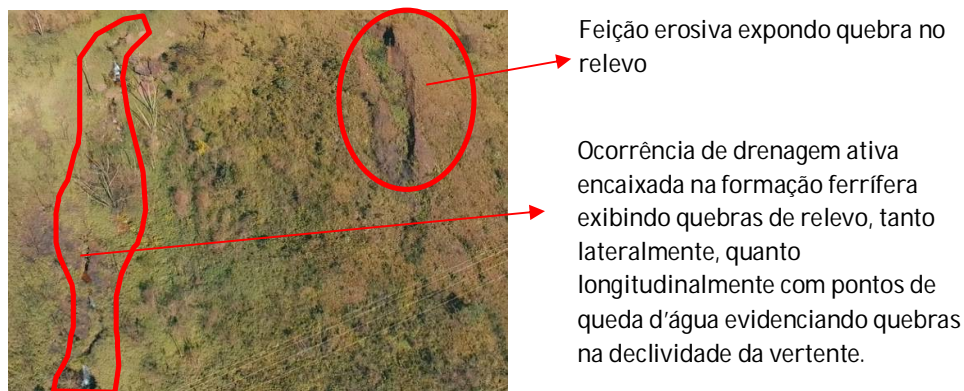 Feição erosiva expondo quebra no
relevo
Ocorrência de drenagem ativa
encaixada na formação ferrífera
exibindo quebras de relevo, tanto
lateralmente, quanto
longitudinalmente com pontos de
queda d'água evidenciando quebras
na declividade da vertente.